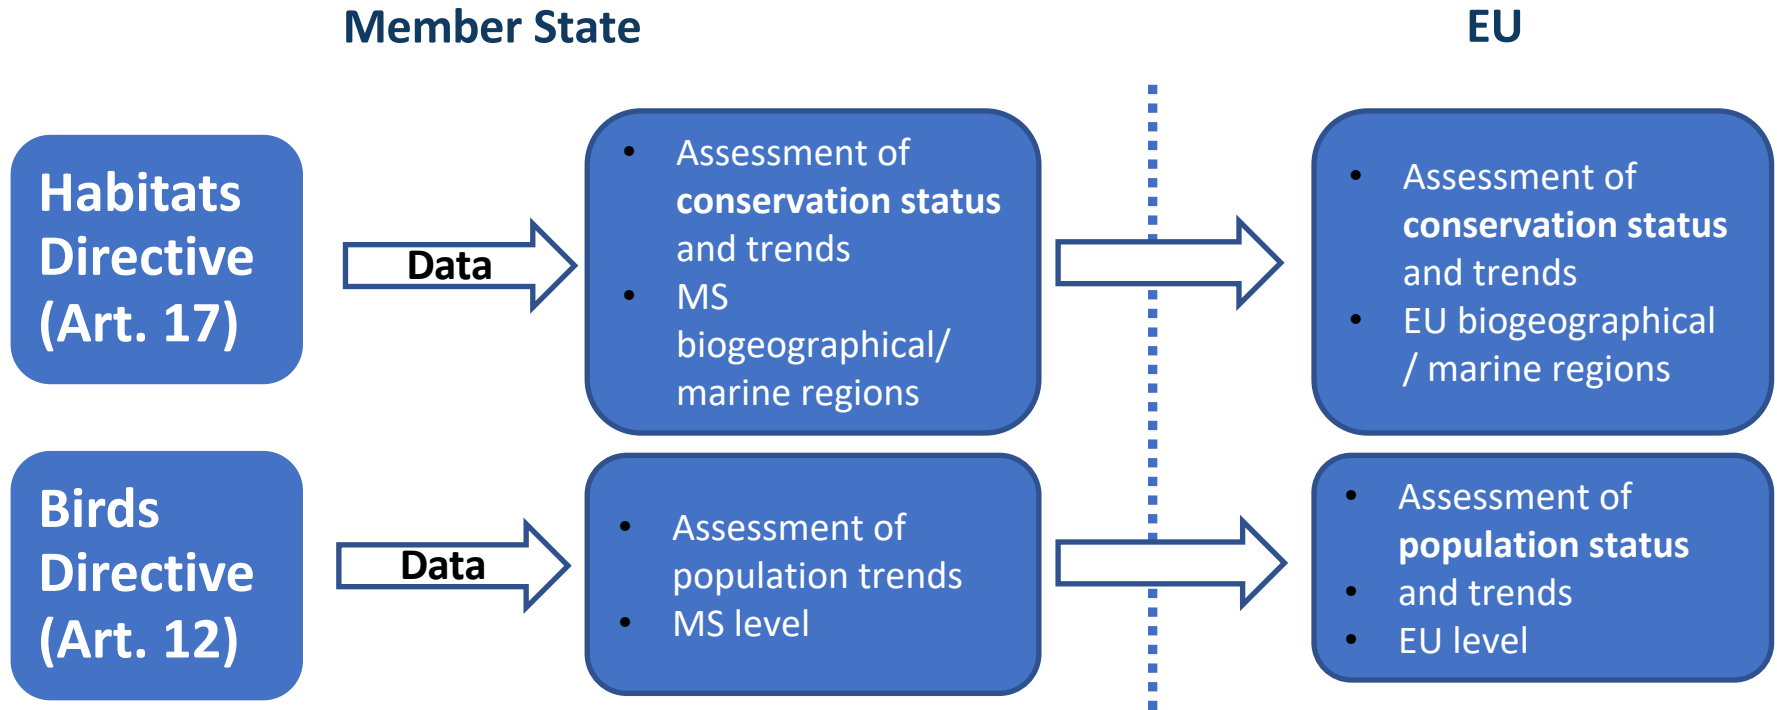 Member State
EU
Habitats
Directive
(Art. 17)
Data
• Assessment of
conservation status
and trends
• MS
biogeographical/
marine regions
• Assessment of
conservation status
and trends
• EU biogeographical
/ marine regions
Birds
Directive
(Art. 12)
Data
• Assessment of
population trends
• MS level
• Assessment of
population status
• and trends
• EU level